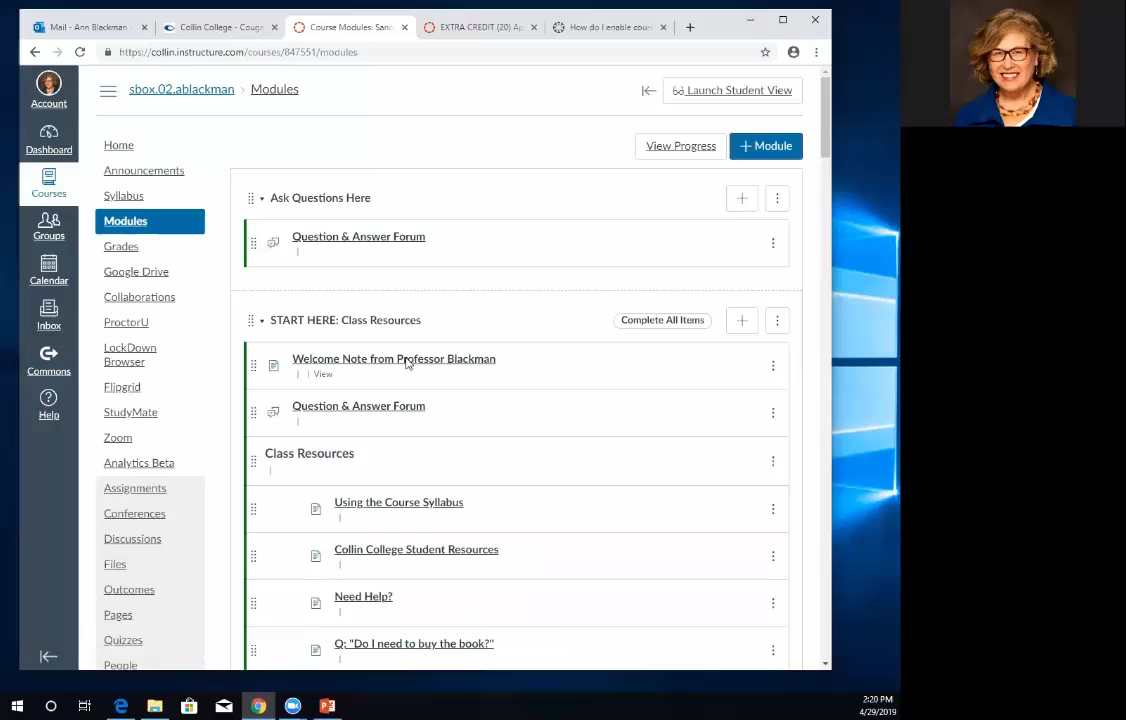 Mail - Ann Blackman -
Collin College - Couga
Course Modules: Sand
EXTRA CREDIT (20) Ap
How do I enable cour
https://collin.instructure.com/courses/847551/modules
sbox.02.ablackman > Modules
Launch Student View
View Progress
+ Module
Account
Dashboard
Courses
Groups
Calendar
Inbox
Commons
Help
Home
Announcements
Syllabus
Modules
Grades
Google Drive
Collaborations
ProctorU
LockDown
Browser
Flipgrid
StudyMate
Zoom
Analytics Beta
Assignments
Conferences
Discussions
Files
Outcomes
Pages
Quizzes
People
Ask Questions Here
Question & Answer Forum
START HERE: Class Resources
Complete All Items
Welcome Note from Professor Blackman
| | View
Question & Answer Forum
Class Resources
Using the Course Syllabus
Collin College Student Resources
Need Help?
Q: "Do I need to buy the book?"
2:20 PM
4/29/2019